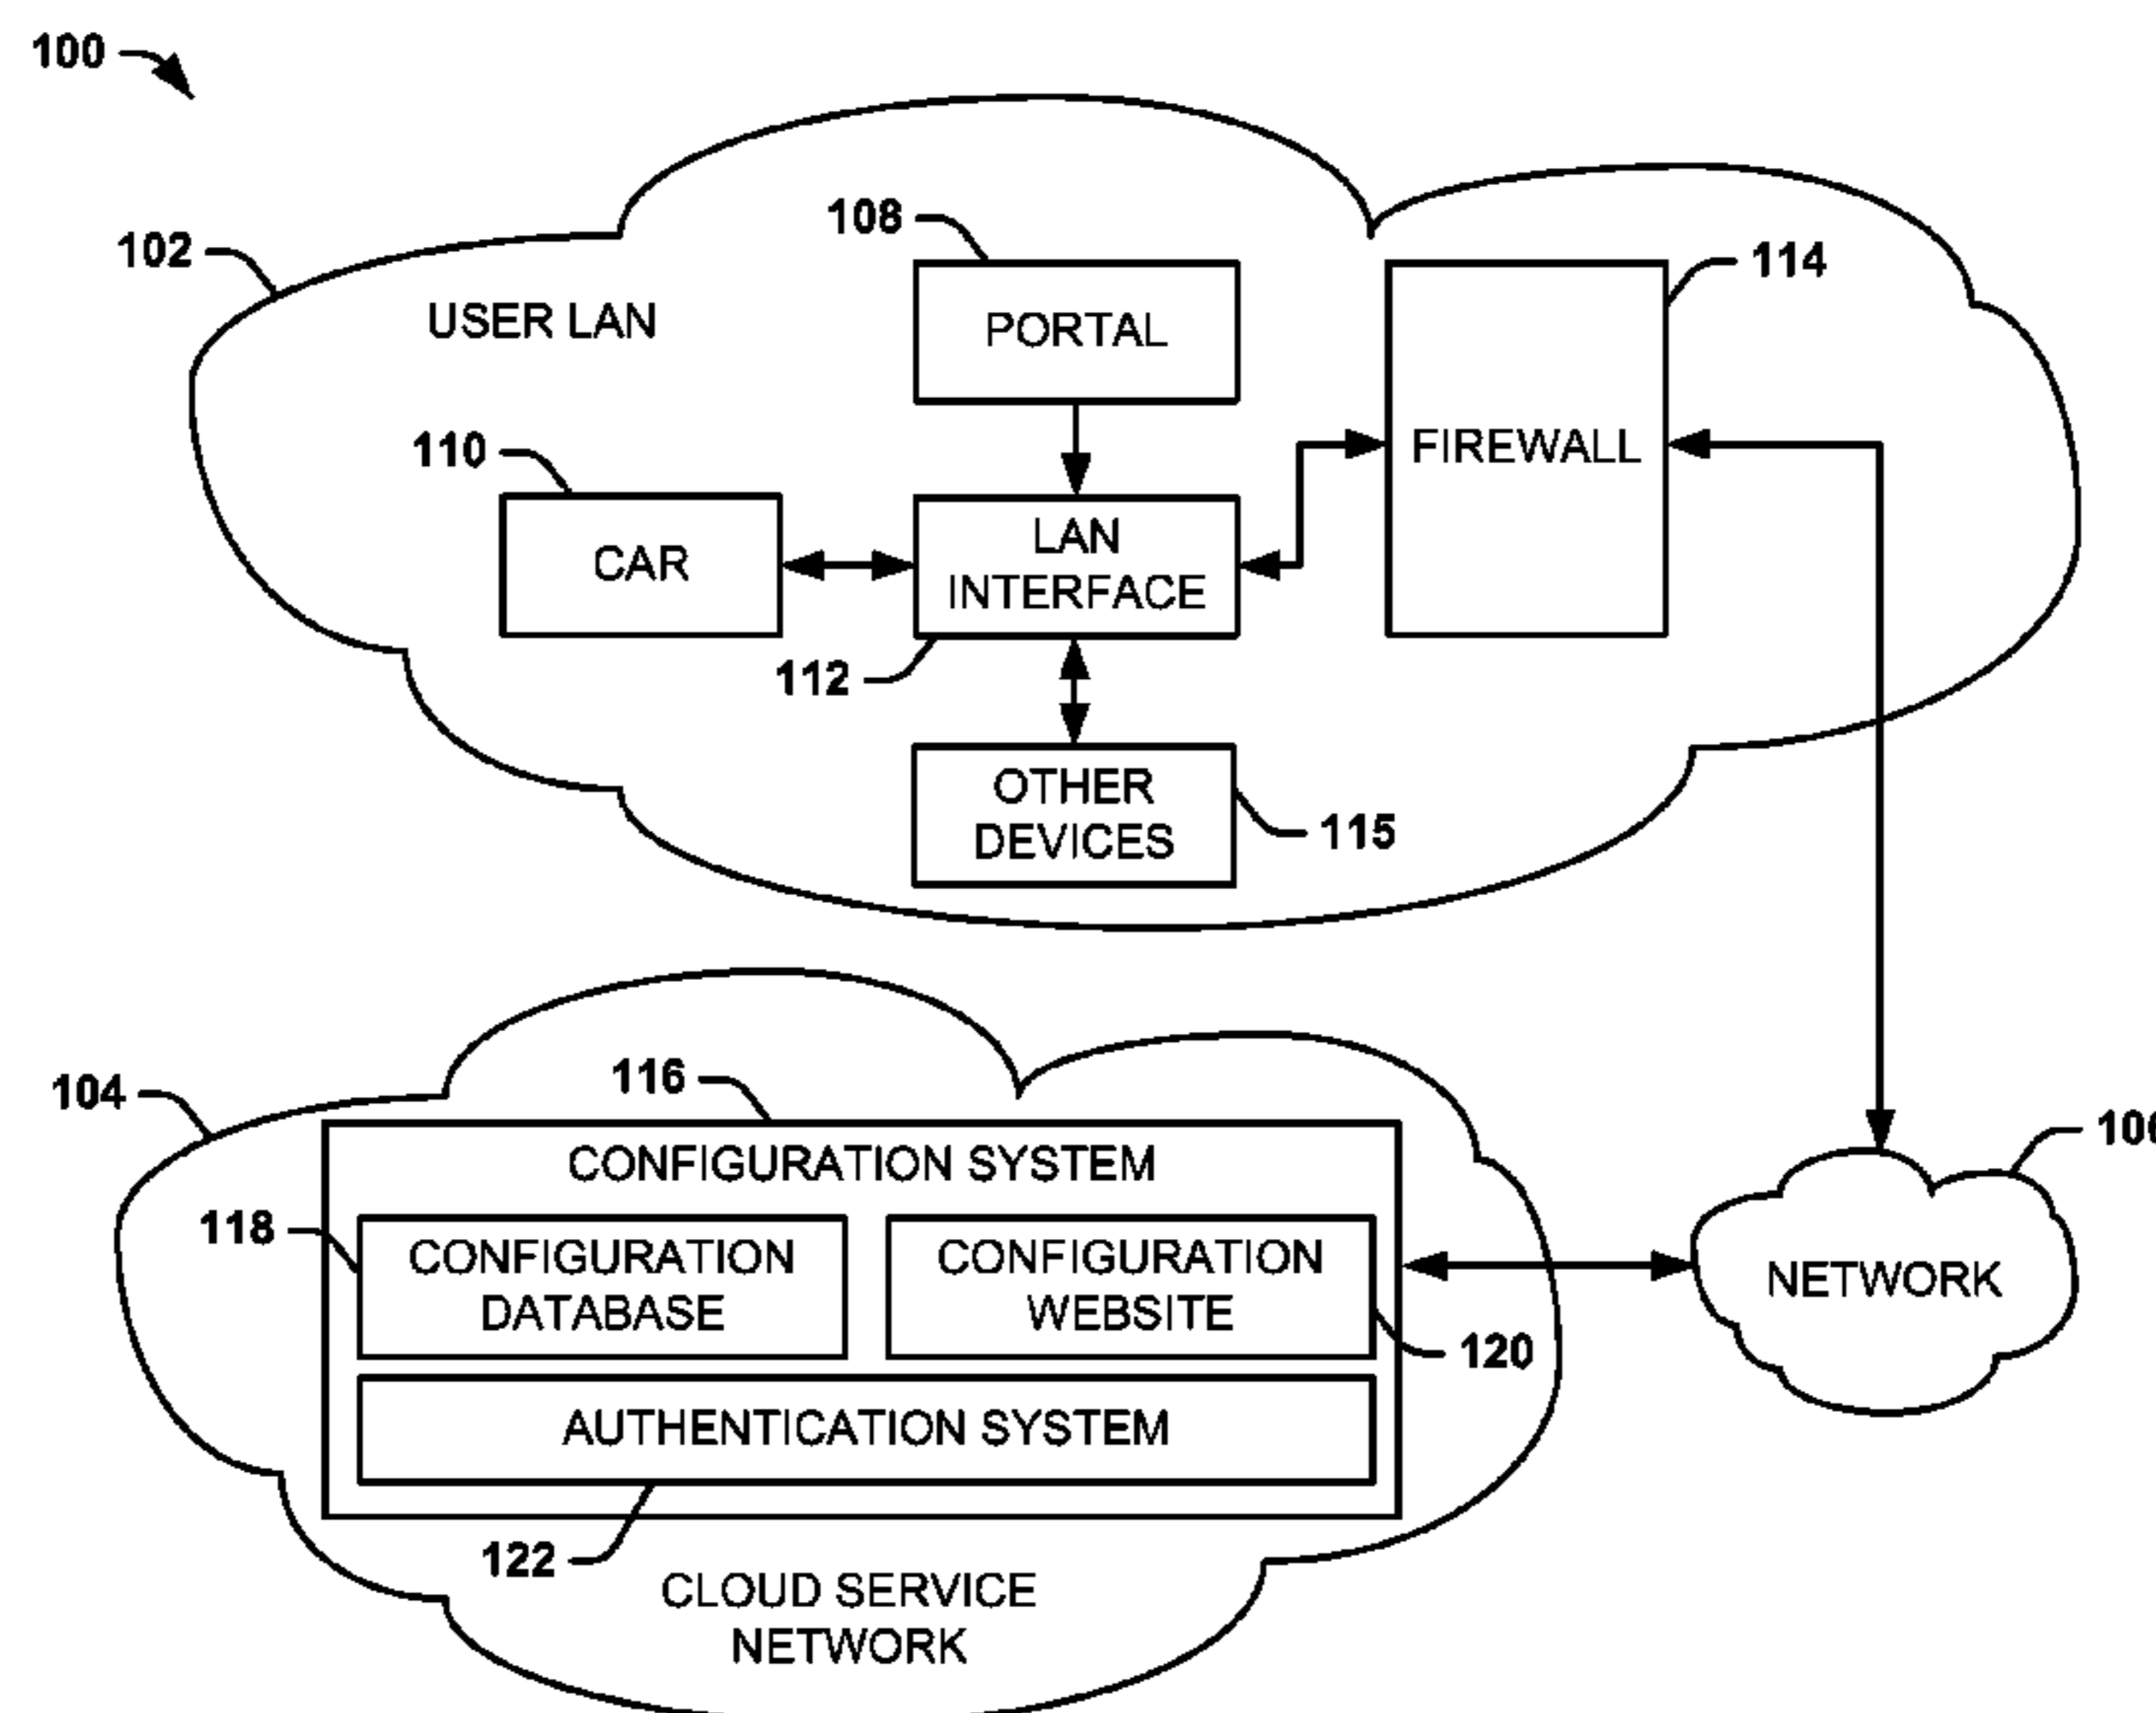 100
102
USER LAN
108
PORTAL
114
FIREWALL
110
CAR
LAN
INTERFACE
112
OTHER
DEVICES
115
104
116
CONFIGURATION SYSTEM
118
CONFIGURATION
DATABASE
CONFIGURATION
WEBSITE
120
AUTHENTICATION SYSTEM
122
CLOUD SERVICE
NETWORK
NETWORK